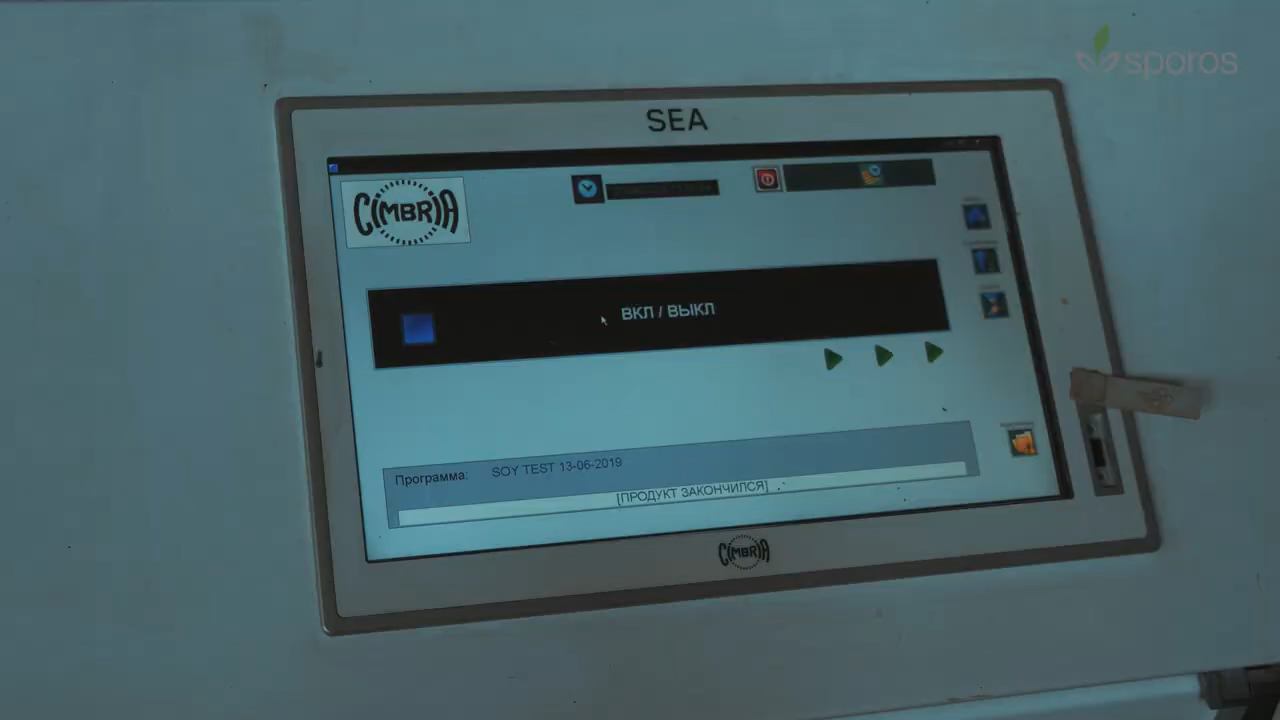 sporos
SEA
CIMBRIA
ВКЛ / ВЫКЛ
Программа: SOY TEST 13-06-2019
[ПРОДУКТ ЗАКОНЧИЛСЯ]
CIMBRIA